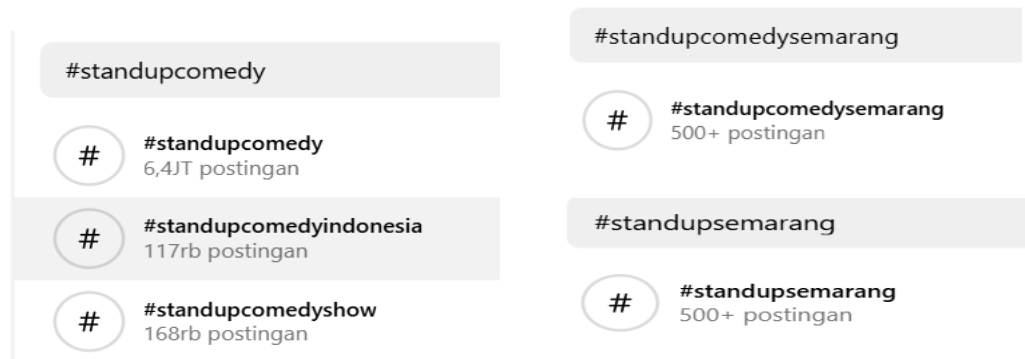 #standupcomedy
#
#standupcomedy
6,4JT postingan
#
#standupcomedyindonesia
117rb postingan
#
#standupcomedyshow
168rb postingan
#standupcomedysemarang
#
#standupcomedysemarang
500+ postingan
#standupsemarang
#
#standupsemarang
500+ postingan